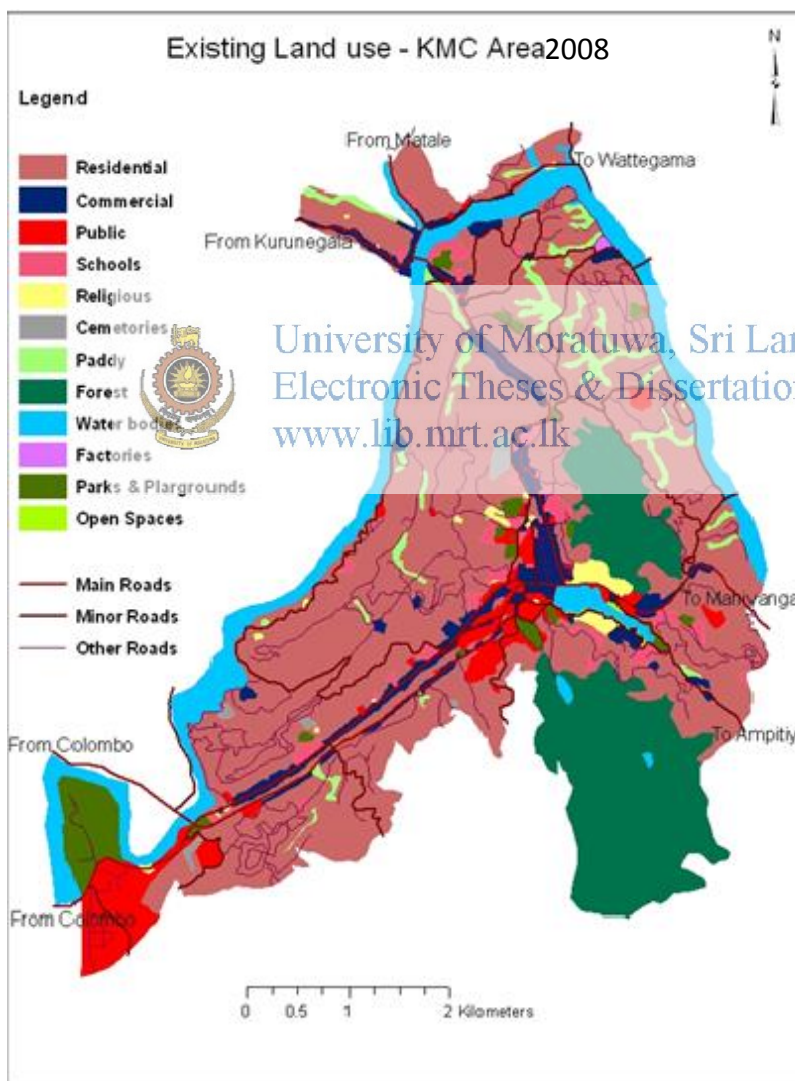 Existing Land use - KMC Area2008
N
Legend
Residential
Commercial
Public
Schools
Religious
Cemetories
Paddy
Forest
Water bodies
Factories
Parks & Plargrounds
Open Spaces
Main Roads
Minor Roads
Other Roads
From Matale
To Wattegama
From Kurunegala
University of Moratuwa, Sri Lan
Electronic Theses & Dissertation
www.lib.mrt.ac.lk
To Mahiyanga
To Ampitiy
From Colombo
From Colombo
0 0.5 1 2 Kilometers